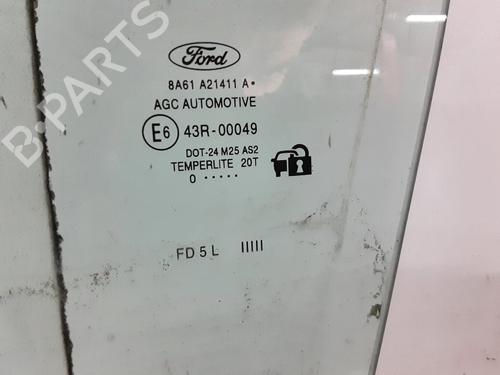 B-PARTS
Ford
8A61 A21411 A•
AGC AUTOMOTIVE
E6 43R-00049
DOT-24 M25 AS2
TEMPERLITE 20T
0 •••••
FD 5 L IIIII